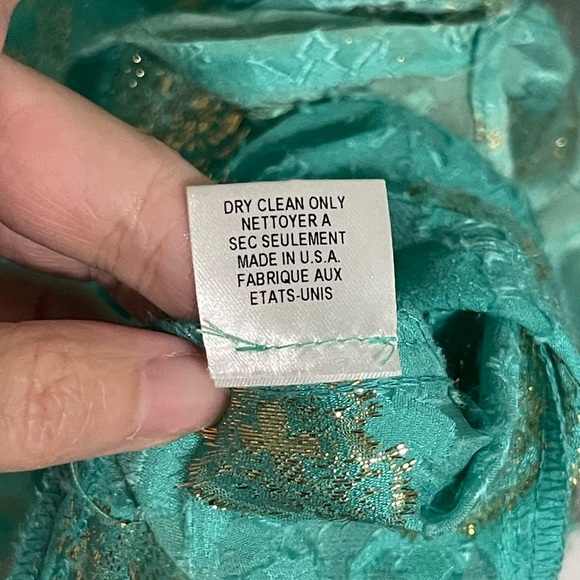 DRY CLEAN ONLY
NETTOYER A
SEC SEULEMENT
MADE IN U.S.A.
FABRIQUE AUX
ETATS-UNIS